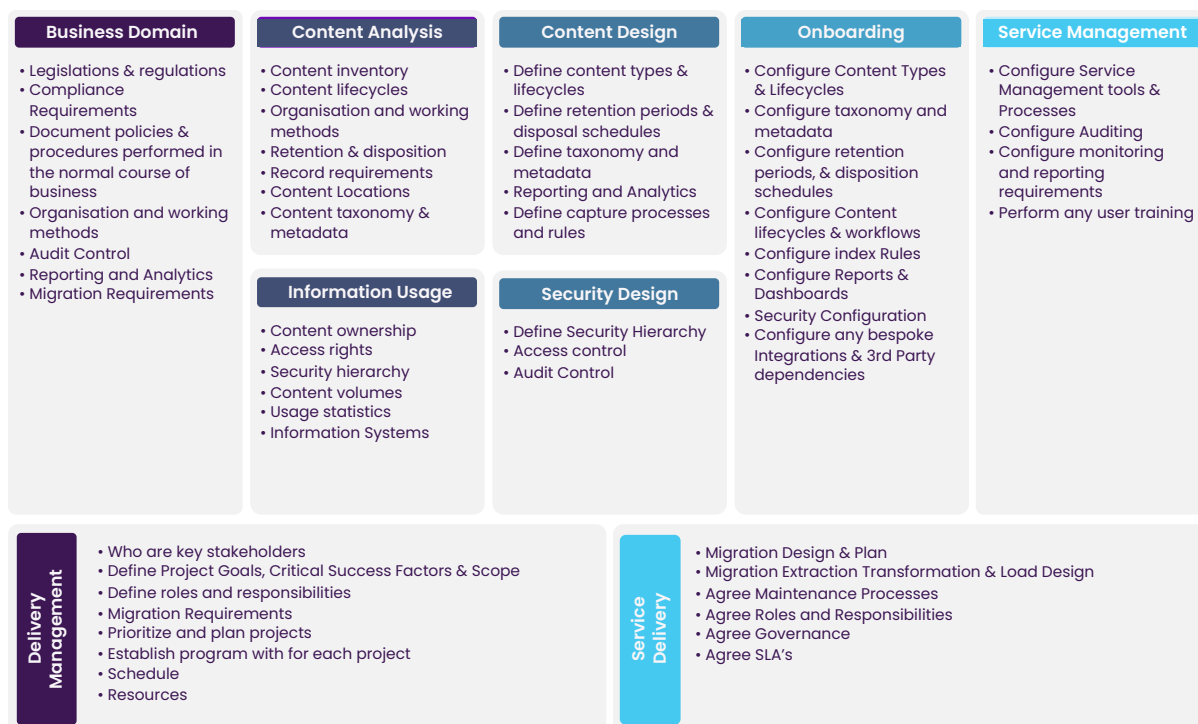 Business Domain
• Legislations & regulations
• Compliance
Requirements
• Document policies &
procedures performed in
the normal course of
business
• Organisation and working
methods
• Audit Control
• Reporting and Analytics
• Migration Requirements
Content Analysis
• Content inventory
• Content lifecycles
• Organisation and working
methods
• Retention & disposition
• Record requirements
• Content Locations
• Content taxonomy &
metadata
Information Usage
• Content ownership
• Access rights
• Security hierarchy
• Content volumes
• Usage statistics
• Information Systems
Content Design
• Define content types &
lifecycles
• Define retention periods &
disposal schedules
• Define taxonomy and
metadata
• Reporting and Analytics
• Define capture processes
and rules
Security Design
• Define Security Hierarchy
• Access control
• Audit Control
Onboarding
• Configure Content Types
& Lifecycles
• Configure taxonomy and
metadata
• Configure retention
periods, & disposition
schedules
• Configure Content
lifecycles & workflows
• Configure index Rules
• Configure Reports &
Dashboards
• Security Configuration
• Configure any bespoke
Integrations & 3rd Party
dependencies
Service Management
• Configure Service
Management tools &
Processes
• Configure Auditing
• Configure monitoring
and reporting
requirements
• Perform any user training
Delivery
Management
• Who are key stakeholders
• Define Project Goals, Critical Success Factors & Scope
• Define roles and responsibilities
• Migration Requirements
• Prioritize and plan projects
• Establish program with for each project
• Schedule
• Resources
Service
Delivery
• Migration Design & Plan
• Migration Extraction Transformation & Load Design
• Agree Maintenance Processes
• Agree Roles and Responsibilities
• Agree Governance
• Agree SLA's